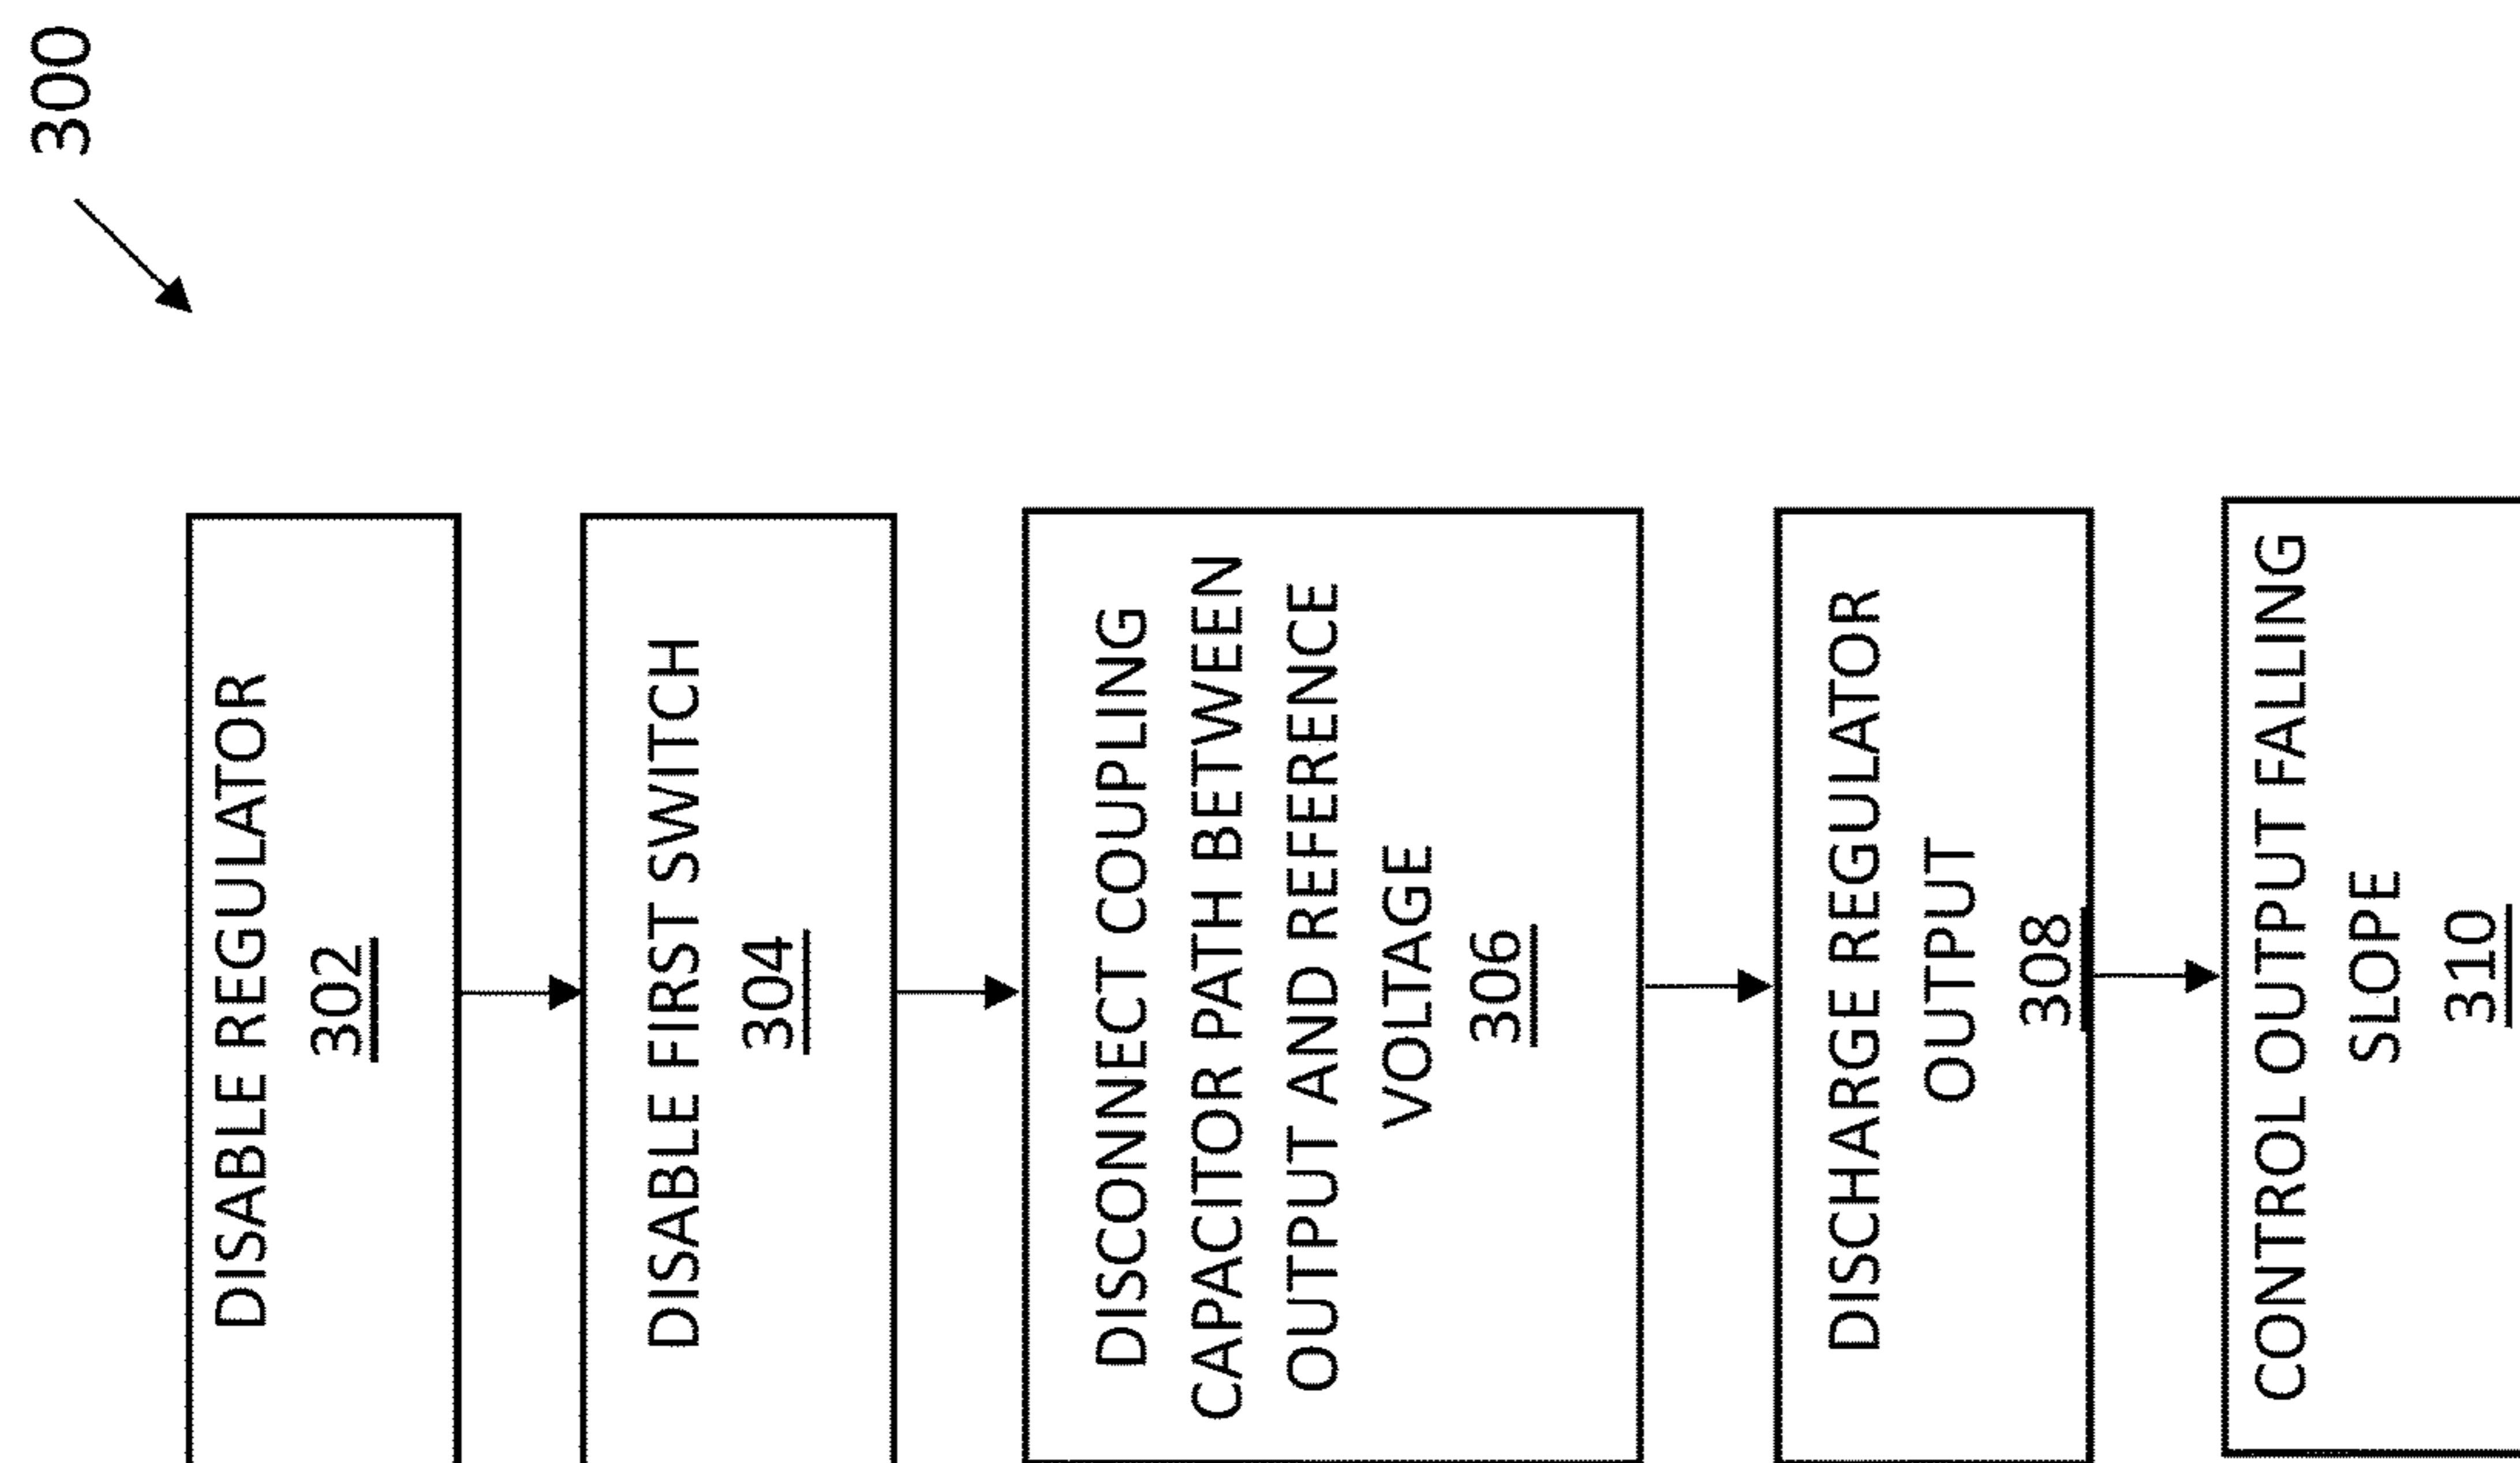 300
DISABLE REGULATOR
302
DISABLE FIRST SWITCH
304
DISCONNECT COUPLING
CAPACITOR PATH BETWEEN
OUTPUT AND REFERENCE
VOLTAGE
306
DISCHARGE REGULATOR
OUTPUT
308
CONTROL OUTPUT FALLING
SLOPE
310